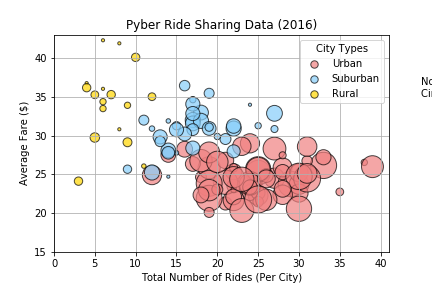 Pyber Ride Sharing Data (2016)
City Types
Urban
Suburban
Rural
No
Ci
Average Fare ($)
40
35
30
25
20
15
0 5 10 15 20 25 30 35 40
Total Number of Rides (Per City)